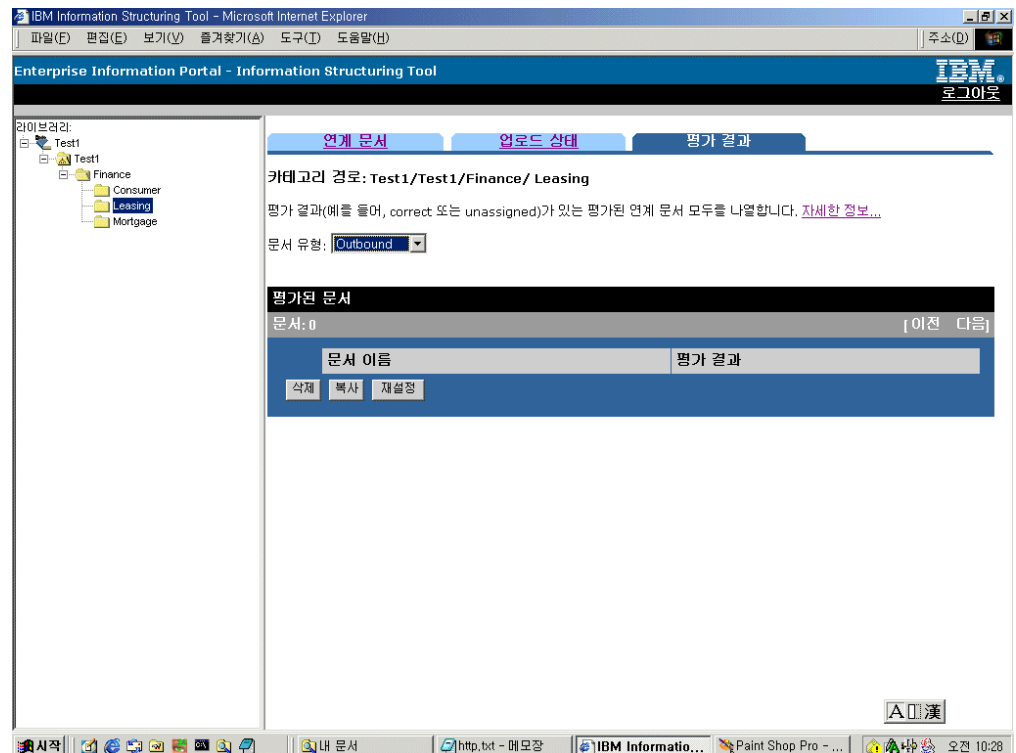 IBM Information Structuring Tool - Microsoft Internet Explorer
파일(F) 편집(E) 보기(V) 즐겨찾기(A) 도구(T) 도움말(H) 주소(D)
Enterprise Information Portal - Information Structuring Tool
IBM
로그아웃
라이브러리:
Test1
Test1
Finance
Consumer
Leasing
Mortgage
연계 문서 업로드 상태 평가 결과
카테고리 경로: Test1/Test1/Finance/ Leasing
평가 결과(예를 들어, correct 또는 unassigned)가 있는 평가된 연계 문서 모두를 나열합니다. 자세한 정보...
문서 유형: Outbound
평가된 문서
문서: 0 [ 이전 다음]
문서 이름 평가 결과
삭제 복사 재설정
A 漢
시작 내 문서 http.txt - 메모장 IBM Informatio... Paint Shop Pro - ... 오전 10:28